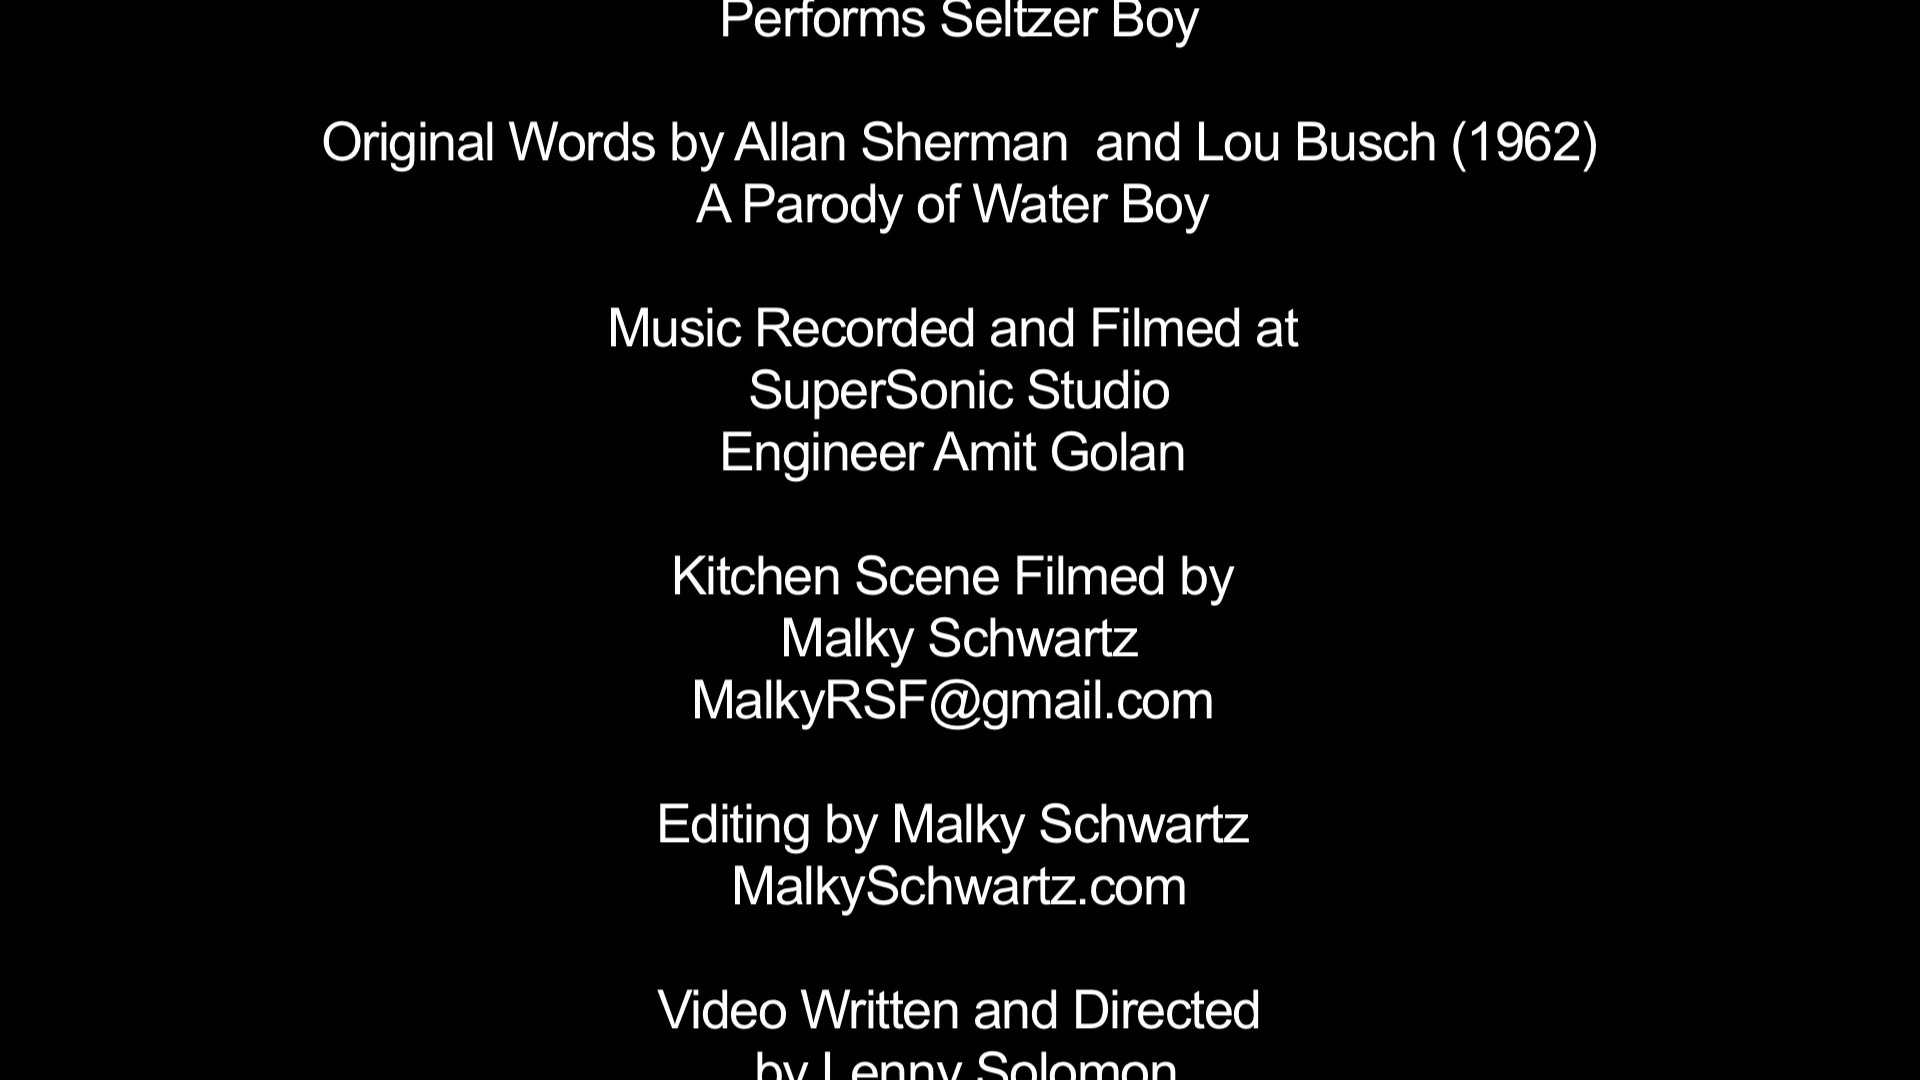 Performs Seltzer Boy
Original Words by Allan Sherman  and Lou Busch (1962)
A Parody of Water Boy
Music Recorded and Filmed at
SuperSonic Studio
Engineer Amit Golan
Kitchen Scene Filmed by
Malky Schwartz
MalkyRSF@gmail.com
Editing by Malky Schwartz
MalkySchwartz.com
Video Written and Directed
by Lenny Solomon